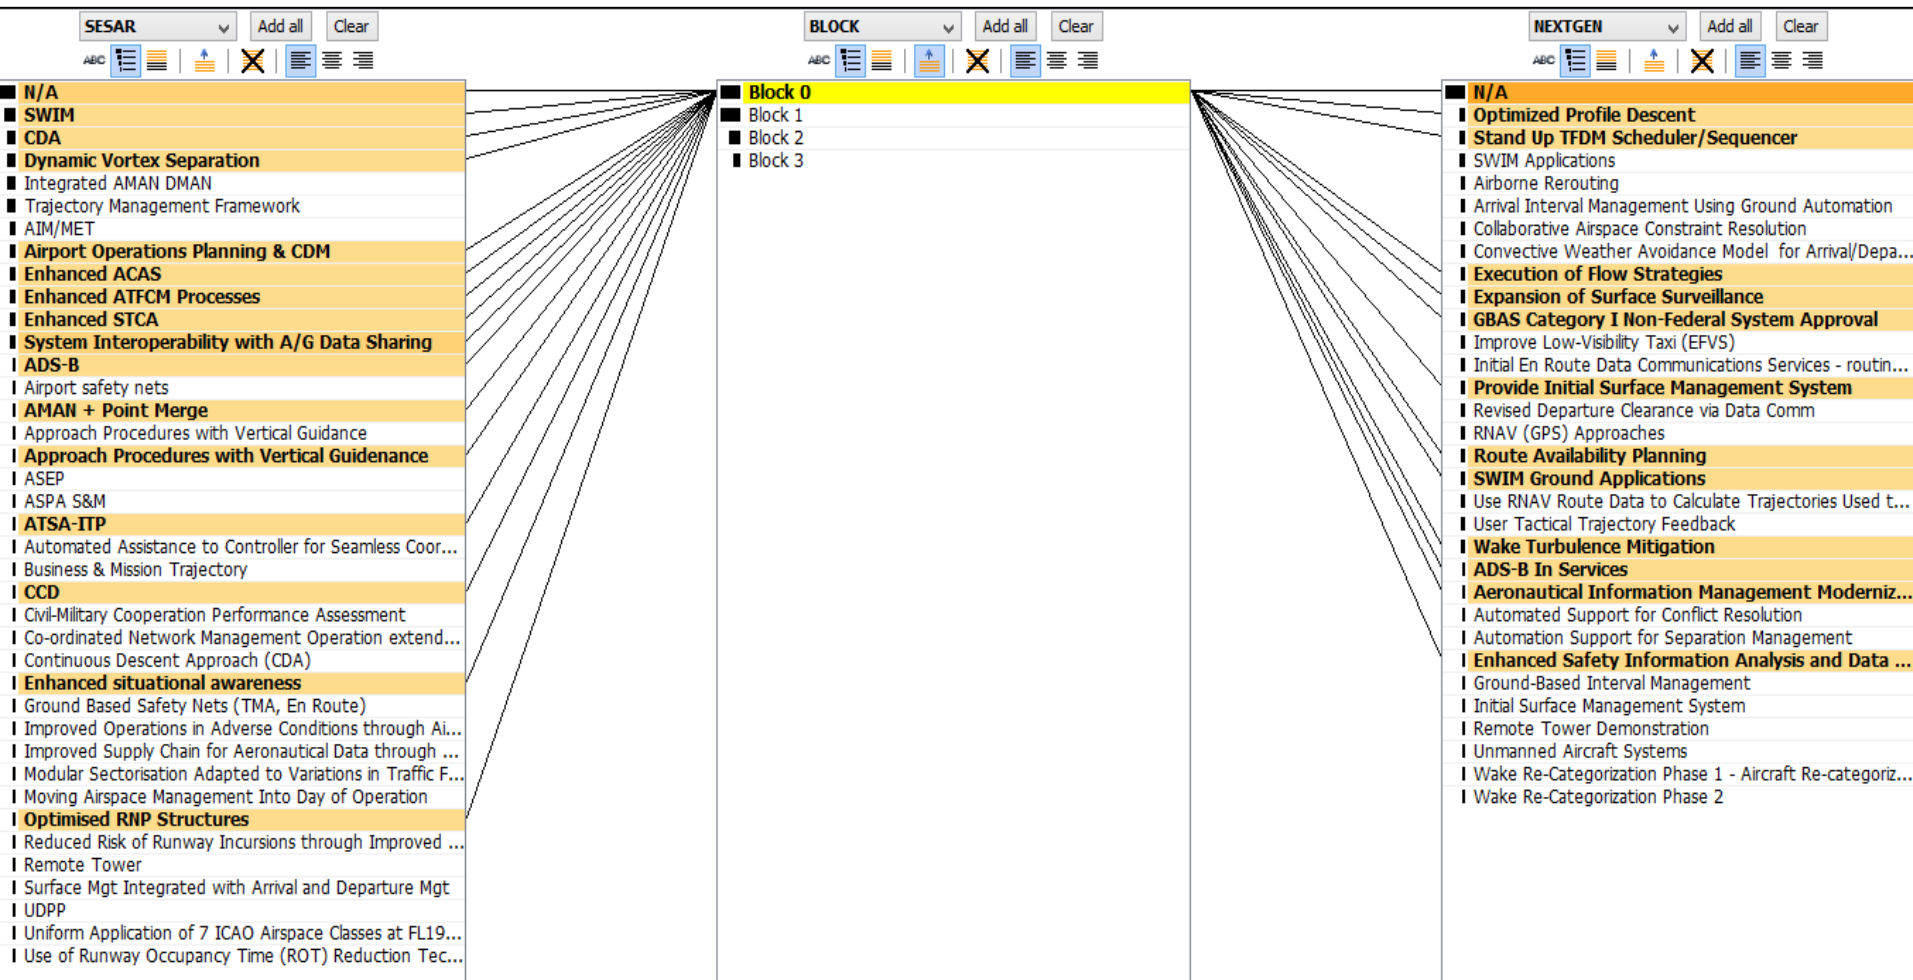 SESAR Add all Clear
ABC
N/A
SWIM
CDA
Dynamic Vortex Separation
Integrated AMAN DMAN
Trajectory Management Framework
AIM/MET
Airport Operations Planning & CDM
Enhanced ACAS
Enhanced ATFCM Processes
Enhanced STCA
System Interoperability with A/G Data Sharing
ADS-B
Airport safety nets
AMAN + Point Merge
Approach Procedures with Vertical Guidance
Approach Procedures with Vertical Guidenance
ASEP
ASPA S&M
ATSA-ITP
Automated Assistance to Controller for Seamless Coor...
Business & Mission Trajectory
CCD
Civil-Military Cooperation Performance Assessment
Co-ordinated Network Management Operation extend...
Continuous Descent Approach (CDA)
Enhanced situational awareness
Ground Based Safety Nets (TMA, En Route)
Improved Operations in Adverse Conditions through Ai...
Improved Supply Chain for Aeronautical Data through ...
Modular Sectorisation Adapted to Variations in Traffic F...
Moving Airspace Management Into Day of Operation
Optimised RNP Structures
Reduced Risk of Runway Incursions through Improved ...
Remote Tower
Surface Mgt Integrated with Arrival and Departure Mgt
UDPP
Uniform Application of 7 ICAO Airspace Classes at FL19...
Use of Runway Occupancy Time (ROT) Reduction Tec...
BLOCK Add all Clear
ABC
Block 0
Block 1
Block 2
Block 3
NEXTGEN Add all Clear
ABC
N/A
Optimized Profile Descent
Stand Up TFDM Scheduler/Sequencer
SWIM Applications
Airborne Rerouting
Arrival Interval Management Using Ground Automation
Collaborative Airspace Constraint Resolution
Convective Weather Avoidance Model for Arrival/Depa...
Execution of Flow Strategies
Expansion of Surface Surveillance
GBAS Category I Non-Federal System Approval
Improve Low-Visibility Taxi (EFVS)
Initial En Route Data Communications Services - routin...
Provide Initial Surface Management System
Revised Departure Clearance via Data Comm
RNAV (GPS) Approaches
Route Availability Planning
SWIM Ground Applications
Use RNAV Route Data to Calculate Trajectories Used t...
User Tactical Trajectory Feedback
Wake Turbulence Mitigation
ADS-B In Services
Aeronautical Information Management Moderniz...
Automated Support for Conflict Resolution
Automation Support for Separation Management
Enhanced Safety Information Analysis and Data ...
Ground-Based Interval Management
Initial Surface Management System
Remote Tower Demonstration
Unmanned Aircraft Systems
Wake Re-Categorization Phase 1 - Aircraft Re-categoriz...
Wake Re-Categorization Phase 2